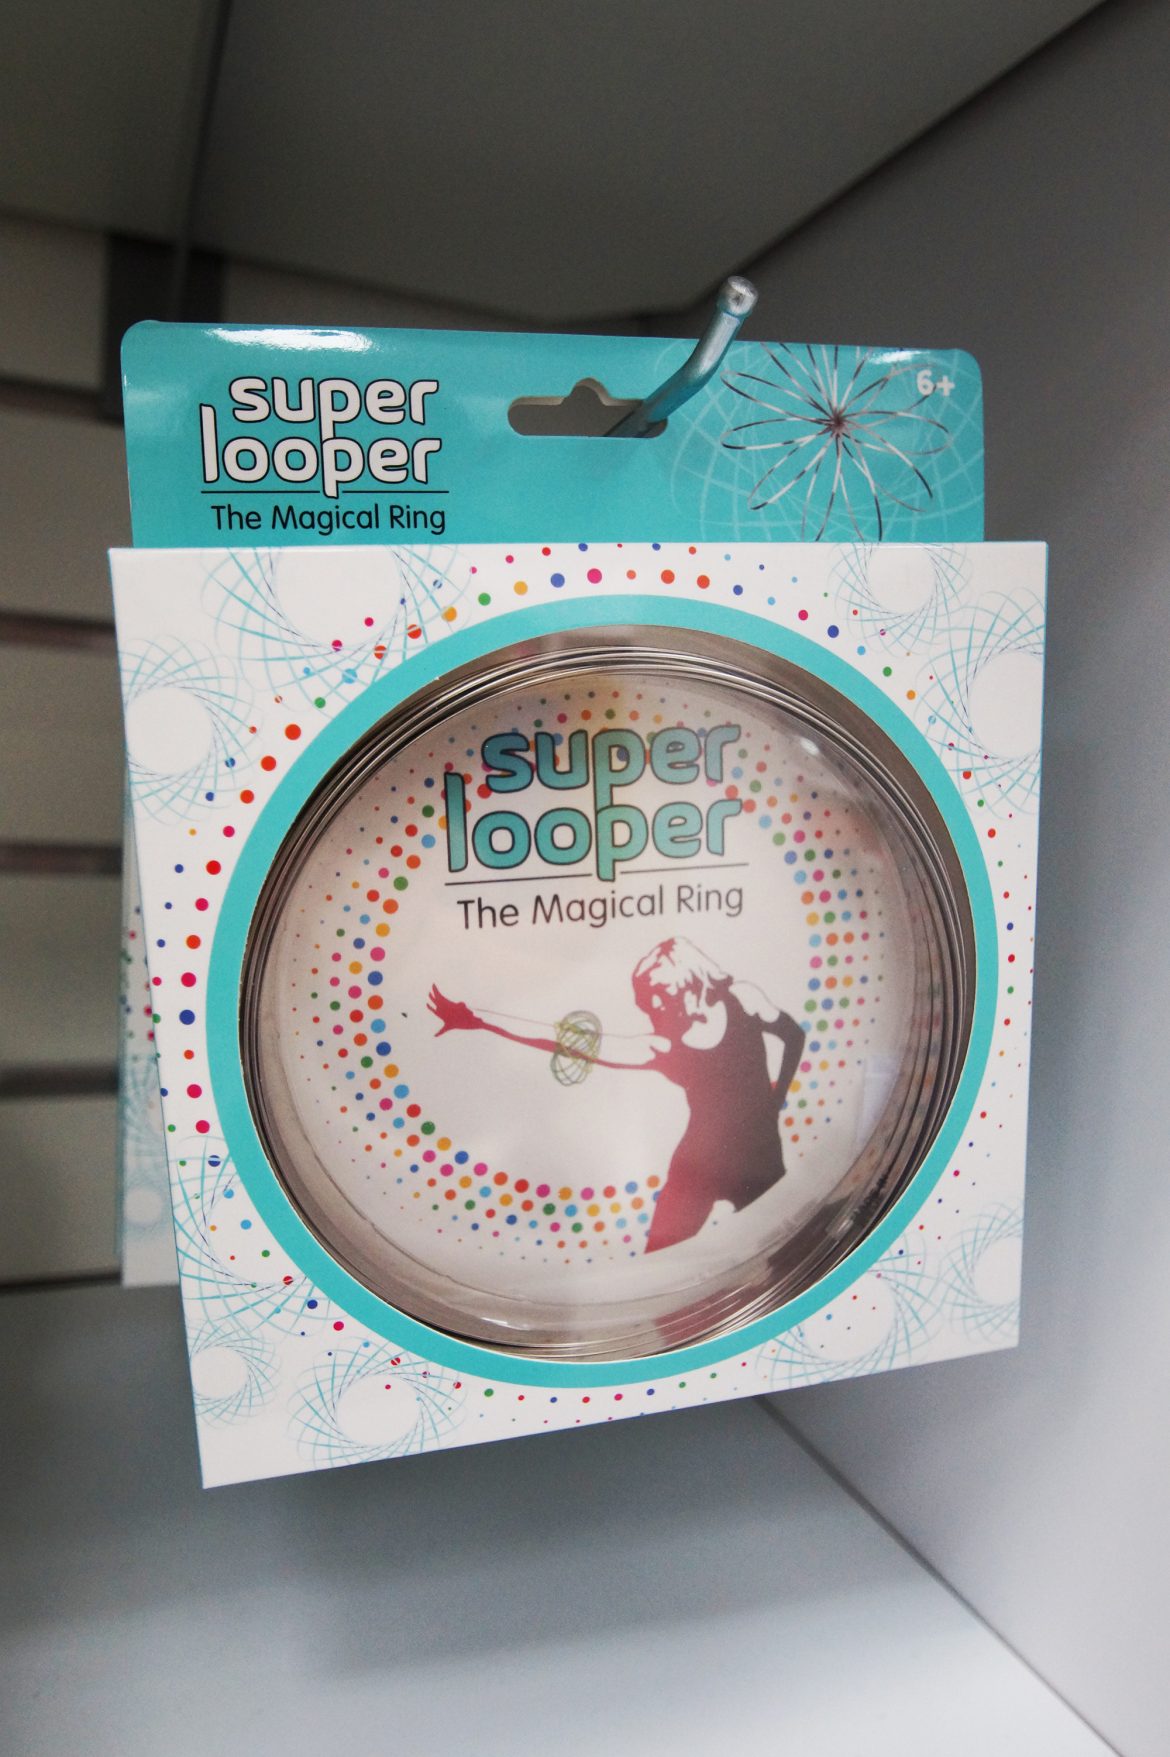 super
looper
The Magical Ring
6+
super
looper
The Magical Ring